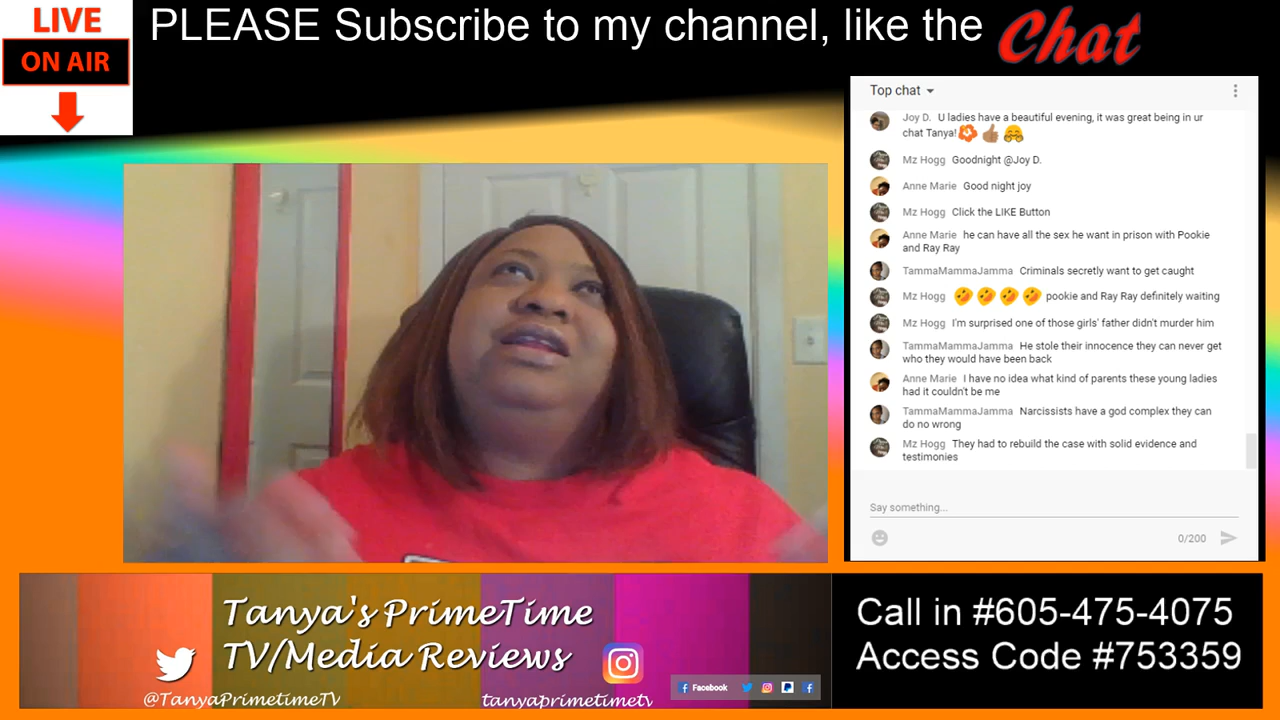 LIVE
ON AIR
PLEASE Subscribe to my channel, like the
Chat
Top chat
Joy D. U ladies have a beautiful evening, it was great being in ur
chat Tanya!
Mz Hogg Goodnight @Joy D.
Anne Marie Good night joy
Mz Hogg Click the LIKE Button
Anne Marie he can have all the sex he want in prison with Pookie
and Ray Ray
TammaMammaJamma Criminals secretly want to get caught
Mz Hogg pookie and Ray Ray definitely waiting
Mz Hogg I'm surprised one of those girls' father didn't murder him
TammaMammaJamma He stole their innocence they can never get
who they would have been back
Anne Marie I have no idea what kind of parents these young ladies
had it couldn't be me
TammaMammaJamma Narcissists have a god complex they can
do no wrong
Mz Hogg They had to rebuild the case with solid evidence and
testimonies
Say something...
0/200
Tanya's PrimeTime
TV/Media Reviews
@TanyaPrimetimeTV
tanyaprimetimetv
Facebook
Call in #605-475-4075
Access Code #753359